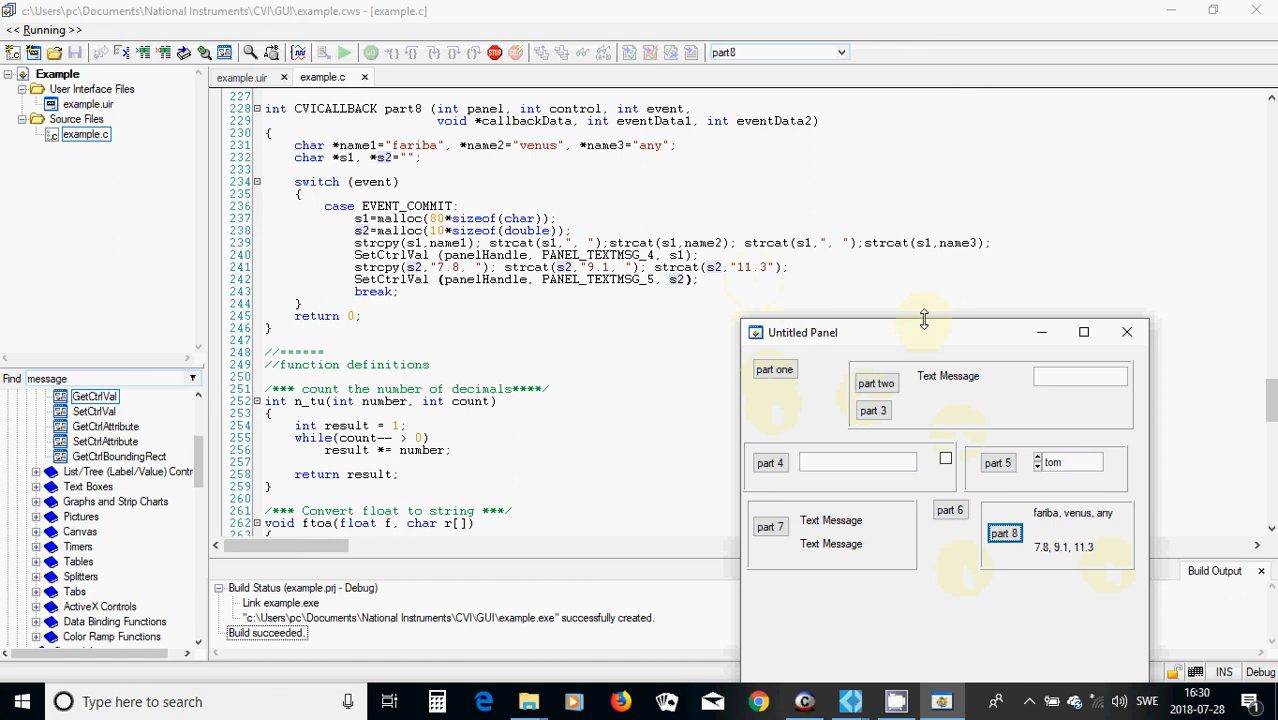 c:\Users\pc\Documents\National Instruments\CVI\GUI\example.cws - [example.c]
<< Running >>
part8
Example
User Interface Files
example.uir
Source Files
example.c
example.uir
example.c
227
228 int CVICALLBACK part8 (int panel, int control, int event,
229 void *callbackData, int eventData1, int eventData2)
230 {
231 char *name1="fariba", *name2="venus", *name3="any";
232 char *s1, *s2="";
233
234 switch (event)
235 {
236 case EVENT_COMMIT:
237 s1=malloc(80*sizeof(char));
238 s2=malloc(10*sizeof(double));
239 strcpy(s1,name1); strcat(s1,", ");strcat(s1,name2); strcat(s1,", ");strcat(s1,name3);
240 SetCtrlVal (panelHandle, PANEL_TEXTMSG_4, s1);
241 strcpy(s2,"7.8, "); strcat(s2,"9.1, "); strcat(s2,"11.3");
242 SetCtrlVal (panelHandle, PANEL_TEXTMSG_5, s2);
243 break;
244 }
245 return 0;
246 }
247
248 //======
249 //function definitions
250
251 /*** count the number of decimals****/
252 int n_tu(int number, int count)
253 {
254 int result = 1;
255 while(count-- > 0)
256 result *= number;
257
258 return result;
259 }
260
261 /*** Convert float to string ***/
262 void ftoa(float f, char r[])
263 {
Find message
GetCtrlVal
SetCtrlVal
GetCtrlAttribute
SetCtrlAttribute
GetCtrlBoundingRect
List/Tree (Label/Value) Contr
Text Boxes
Graphs and Strip Charts
Pictures
Canvas
Timers
Tables
Splitters
Tabs
ActiveX Controls
Data Binding Functions
Color Ramp Functions
Build Status (example.prj - Debug)
Link example.exe
"c:\Users\pc\Documents\National Instruments\CVI\GUI\example.exe" successfully created.
Build succeeded.
Build Output
Untitled Panel
part one
part two
Text Message
part 3
part 4
part 5
tom
part 6
part 7
Text Message
Text Message
part 8
fariba, venus, any
7.8, 9.1, 11.3
INS
Debug
Type here to search
SWE
16:30
2018-07-28
1